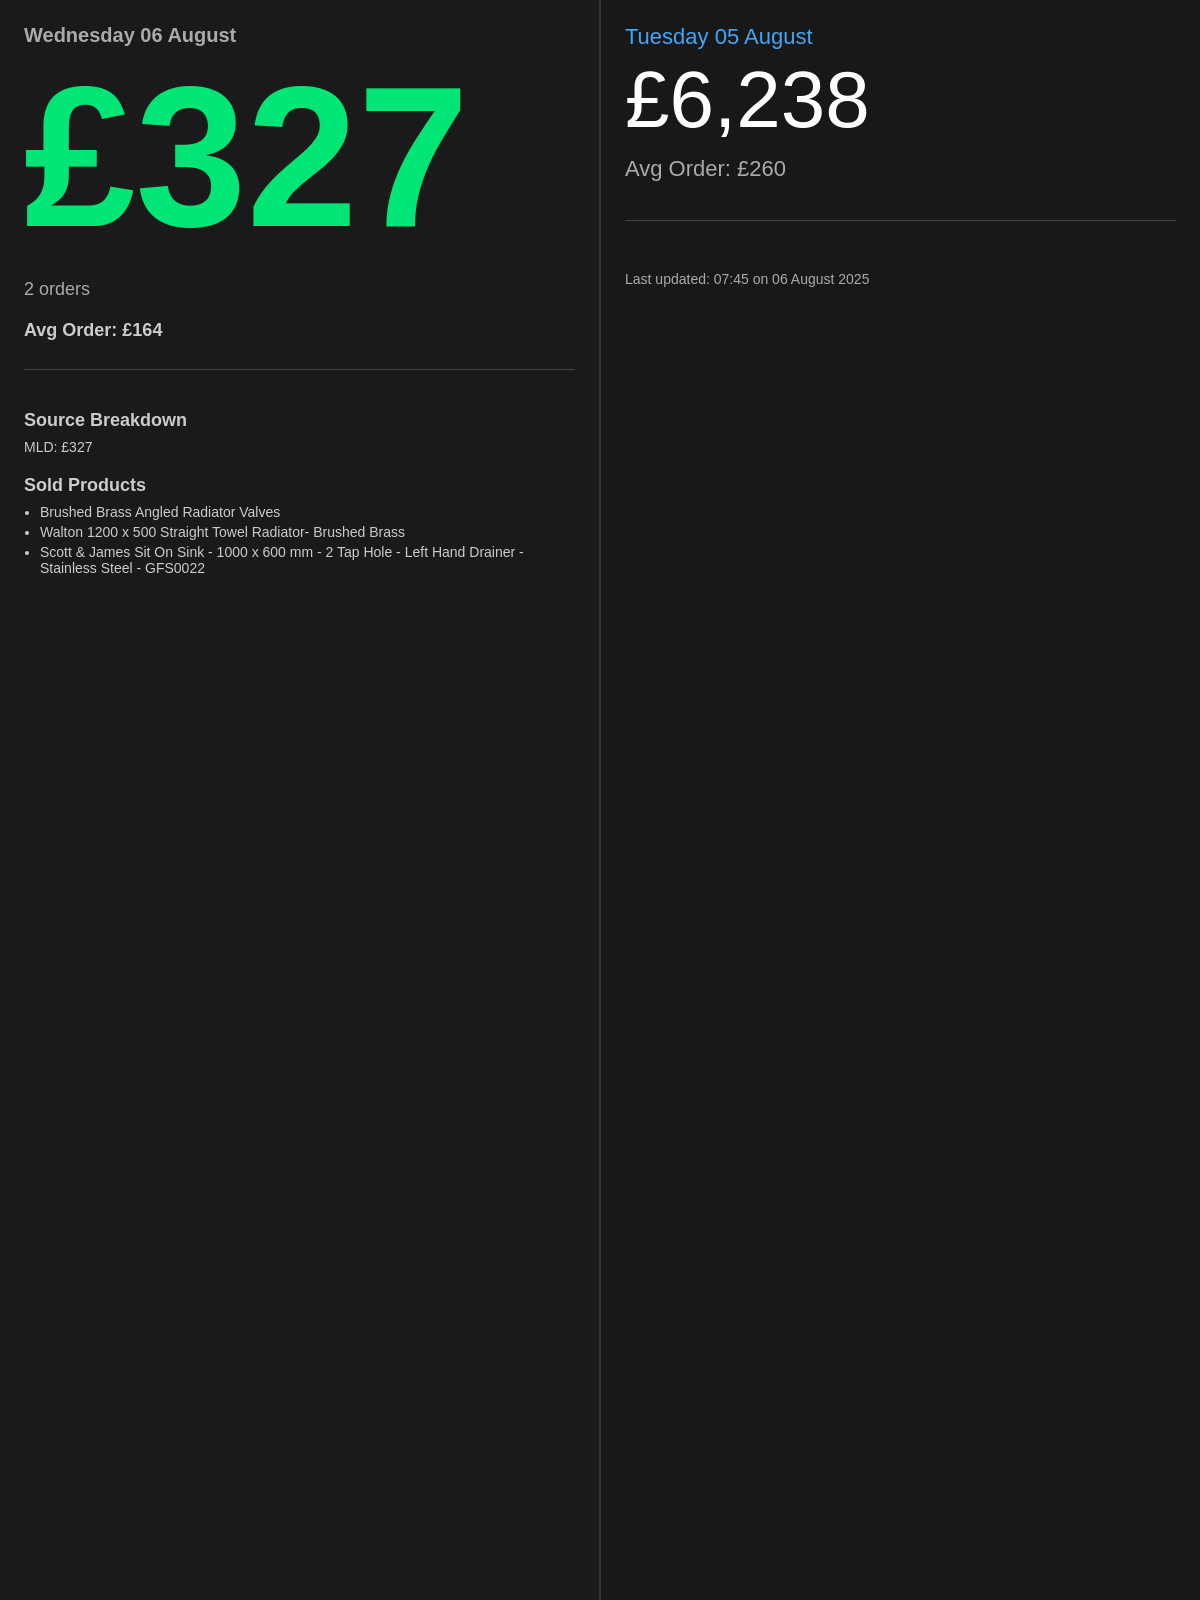 Wednesday 06 August
£327
2 orders
Avg Order: £164
Source Breakdown
MLD: £327
Sold Products
• Brushed Brass Angled Radiator Valves
• Walton 1200 x 500 Straight Towel Radiator- Brushed Brass
• Scott & James Sit On Sink - 1000 x 600 mm - 2 Tap Hole - Left Hand Drainer -
Stainless Steel - GFS0022
Tuesday 05 August
£6,238
Avg Order: £260
Last updated: 07:45 on 06 August 2025